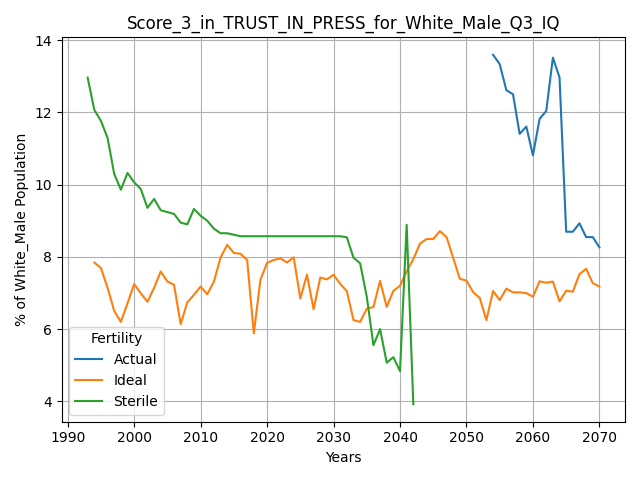 Score_3_in_TRUST_IN_PRESS_for_White_Male_Q3_IQ
% of White_Male Population
14
12
10
8
6
4
Fertility
Actual
Ideal
Sterile
1990 2000 2010 2020 2030 2040 2050 2060 2070
Years